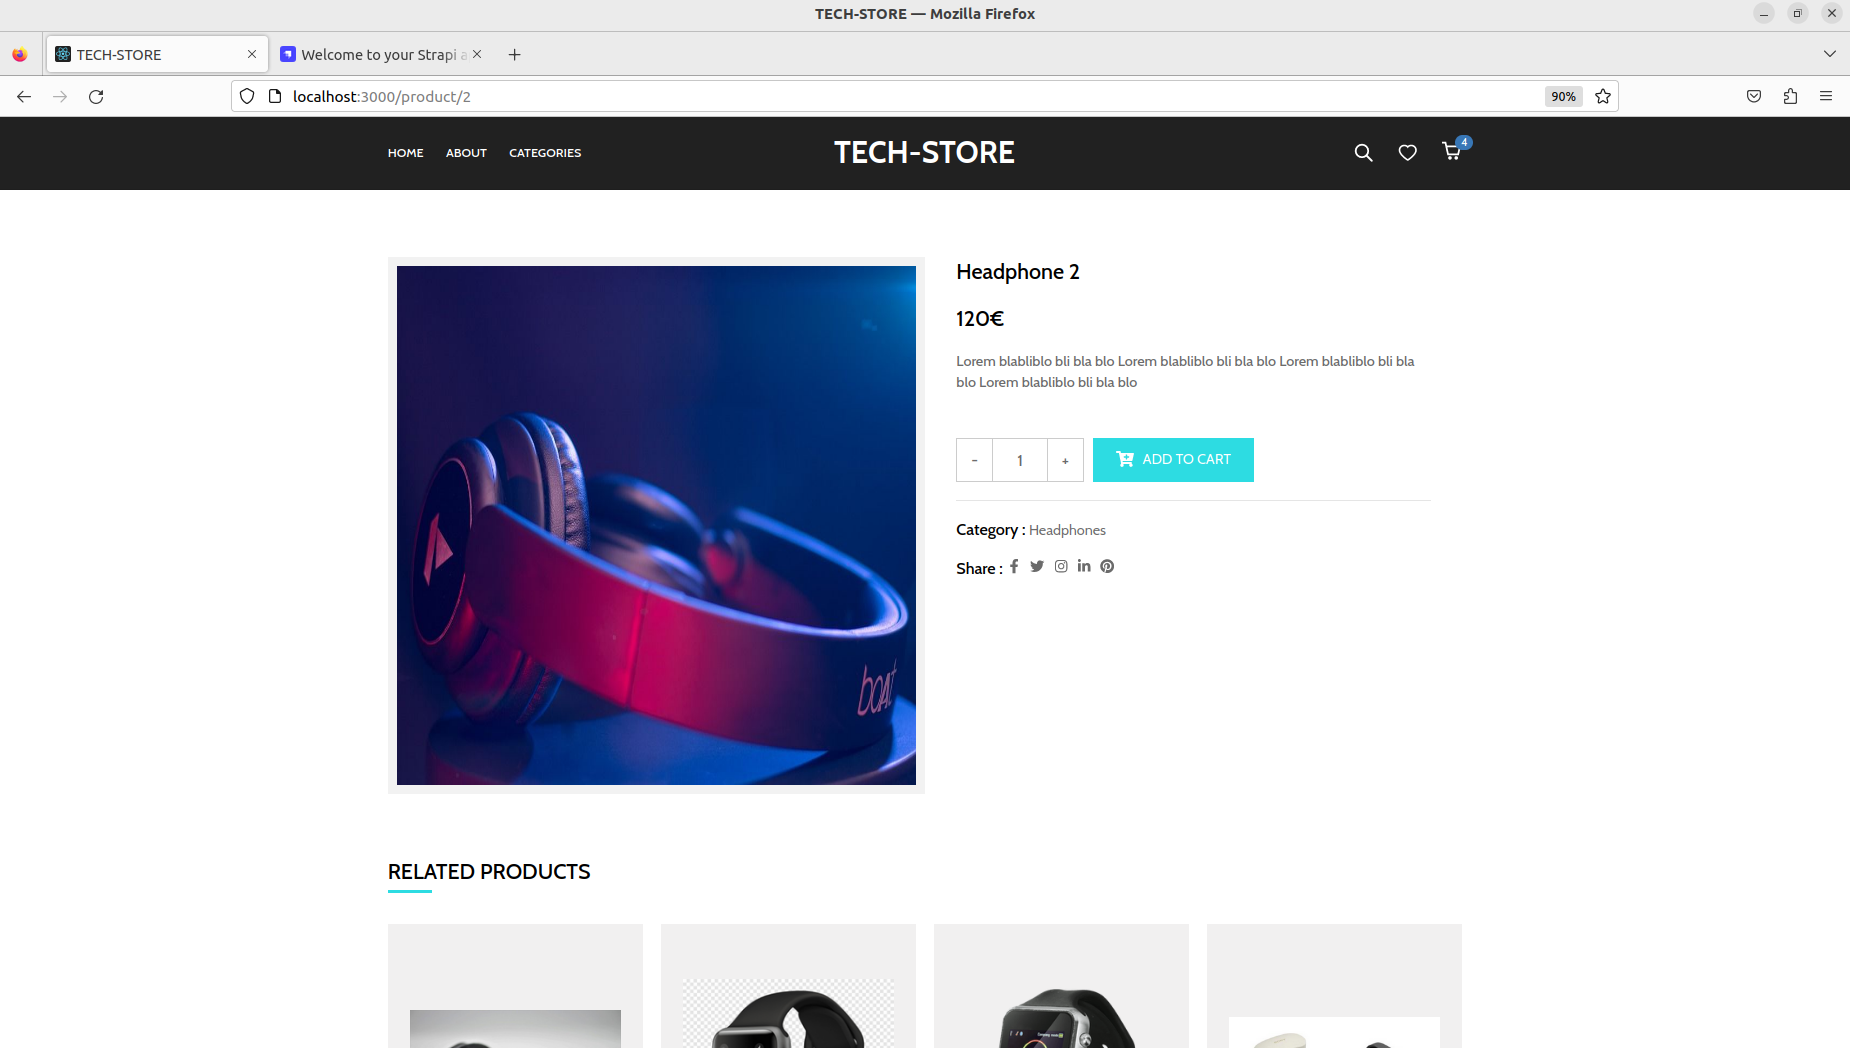 TECH-STORE — Mozilla Firefox
TECH-STORE
Welcome to your Strapi a
localhost:3000/product/2
90%
HOME
ABOUT
CATEGORIES
TECH-STORE
4
Headphone 2
120€
Lorem blabliblo bli bla blo Lorem blabliblo bli bla blo Lorem blabliblo bli bla
blo Lorem blabliblo bli bla blo
- 1 +
ADD TO CART
Category : Headphones
Share :
boAt
RELATED PRODUCTS